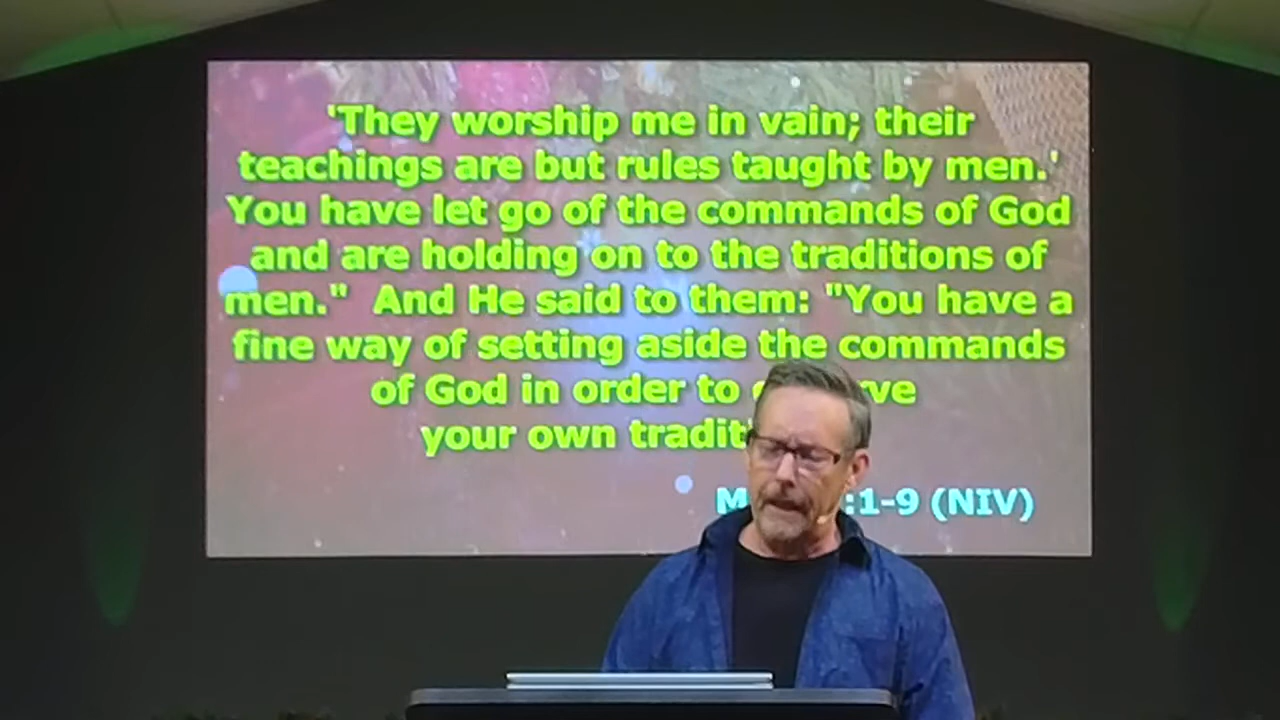 'They worship me in vain; their
teachings are but rules taught by men.'
You have let go of the commands of God
and are holding on to the traditions of
men."  And He said to them: "You have a
fine way of setting aside the commands
of God in order to
your own
:1-9 (NIV)